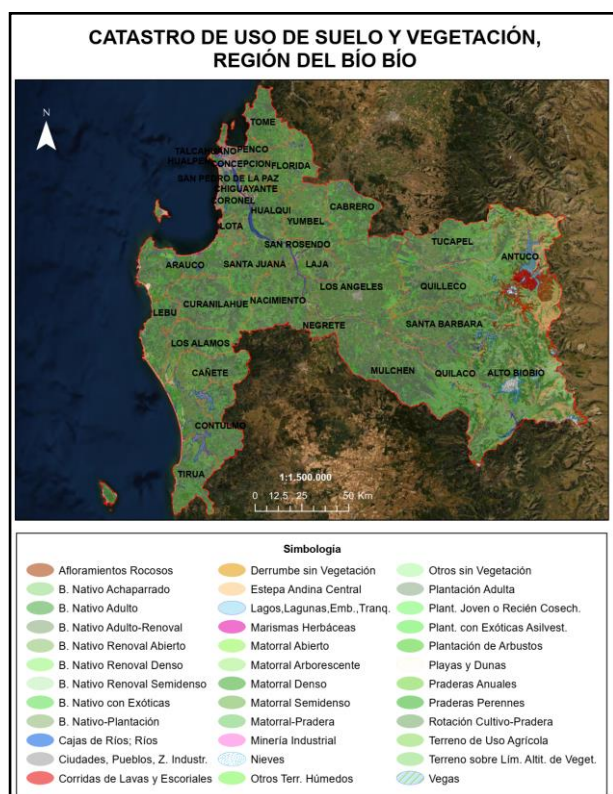 CATASTRO DE USO DE SUELO Y VEGETACIÓN,
REGIÓN DEL BÍO BÍO
N
TOME
TALCAHUANO PENCO
HUALPEN CONCEPCION FLORIDA
SAN PEDRO DE LA PAZ
CHIGUAYANTE
CORONEL CABRERO
HUALQUI
LOTA YUMBEL
TUCAPEL
SAN ROSENDO ANTUCO
ARAUCO SANTA JUANA LAJA
LOS ANGELES QUILLECO
CURANILAHUE NACIMIENTO
LEBU
NEGRETE SANTA BARBARA
LOS ALAMOS
CAÑETE MULCHEN QUILACO ALTO BIOBIO
CONTULMO
TIRUA
1:1.500.000
0 12.5 25 50 Km
Simbología
Afloramientos Rocosos
B. Nativo Achaparrado
B. Nativo Adulto
B. Nativo Adulto-Renoval
B. Nativo Renoval Abierto
B. Nativo Renoval Denso
B. Nativo Renoval Semidenso
B. Nativo con Exóticas
B. Nativo-Plantación
Cajas de Ríos; Ríos
Ciudades, Pueblos, Z. Industr.
Corridas de Lavas y Escoriales
Derrumbe sin Vegetación
Estepa Andina Central
Lagos,Lagunas,Emb.,Tranq.
Marismas Herbáceas
Matorral Abierto
Matorral Arborescente
Matorral Denso
Matorral Semidenso
Matorral-Pradera
Minería Industrial
Nieves
Otros Terr. Húmedos
Otros sin Vegetación
Plantación Adulta
Plant. Joven o Recién Cosech.
Plant. con Exóticas Asilvest.
Plantación de Arbustos
Playas y Dunas
Praderas Anuales
Praderas Perennes
Rotación Cultivo-Pradera
Terreno de Uso Agrícola
Terreno sobre Lím. Altit. de Veget.
Vegas